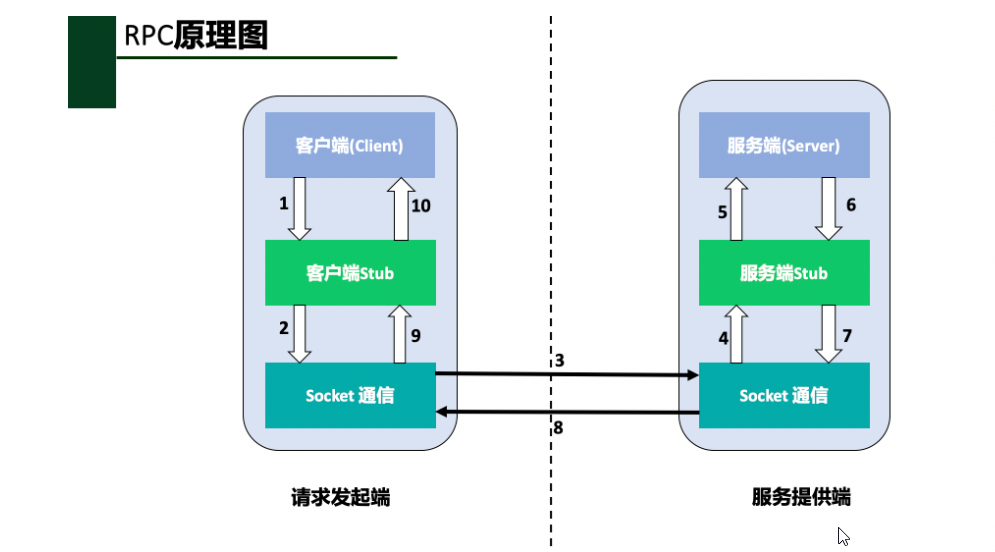 RPC原理图
客户端(Client)
服务端(Server)
1
10
5
6
客户端Stub
服务端Stub
2
9
4
7
3
Socket 通信
Socket 通信
8
请求发起端
服务提供端